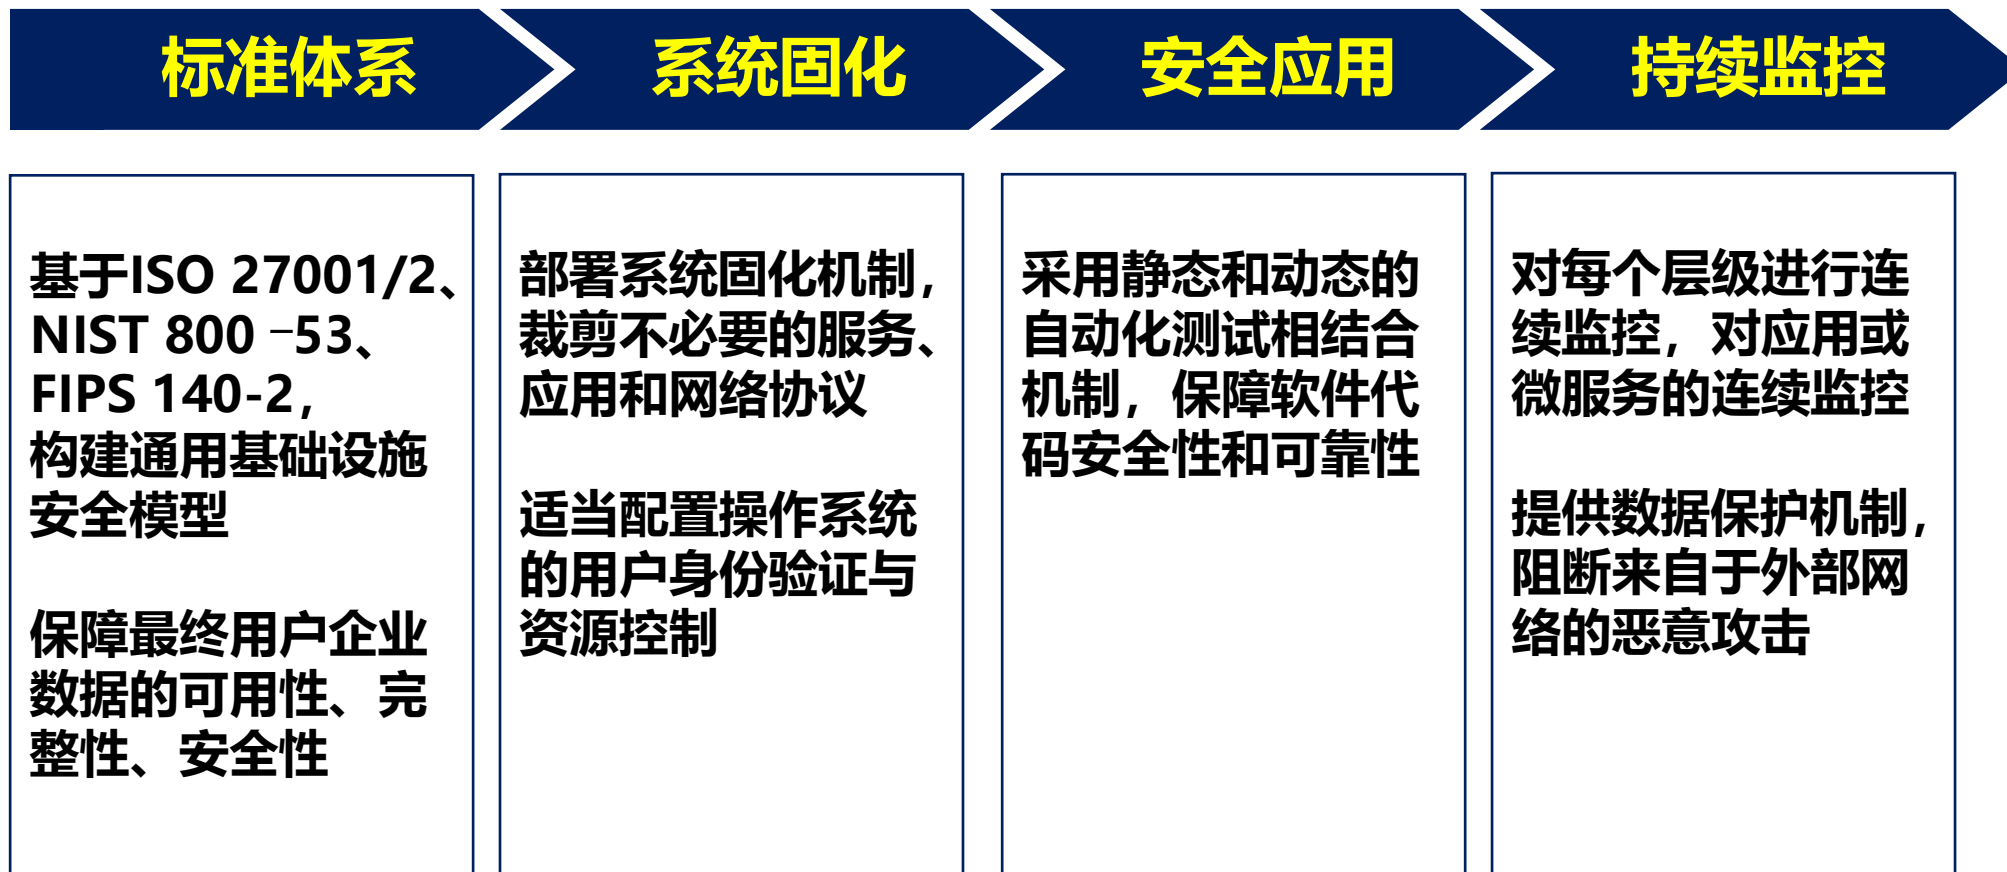 标准体系
系统固化
安全应用
持续监控
基于ISO 27001/2、
NIST 800 –53、
FIPS 140-2,
构建通用基础设施
安全模型
保障最终用户企业
数据的可用性、完
整性、安全性
部署系统固化机制,
裁剪不必要的服务、
应用和网络协议
适当配置操作系统
的用户身份验证与
资源控制
采用静态和动态的
自动化测试相结合
机制，保障软件代
码安全性和可靠性
对每个层级进行连
续监控，对应用或
微服务的连续监控
提供数据保护机制,
阻断来自于外部网
络的恶意攻击